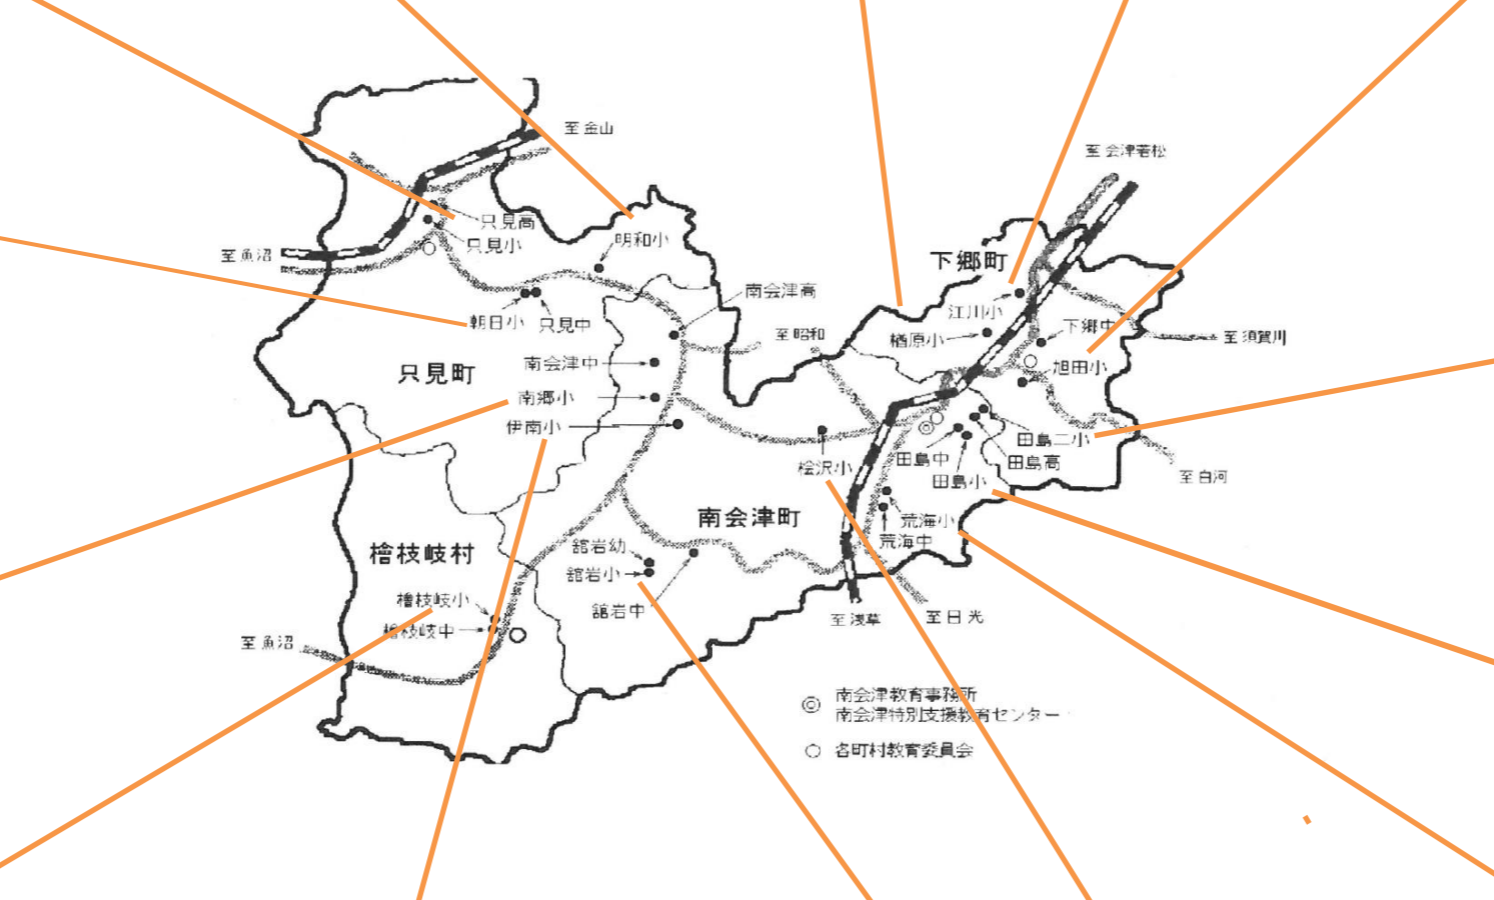 至 金山
至 会津若松
只見高
只見小
明和小
至 魚沼
下郷町
南会津高
江川小
朝日小
只見中
至 昭和
楢原小
下郷中
至 須賀川
南会津中
旭田小
只見町
南郷小
伊南小
田島二小
田島中
田島高
桧沢小
田島小
至 白河
南会津町
荒海小
荒海中
檜枝岐村
舘岩幼
舘岩小
檜枝岐小
舘岩中
檜枝岐中
至 浅草
至 日 光
至 魚沼
◎ 南会津教育事務所
南会津特別支援教育センター
○ 各町村教育委員会